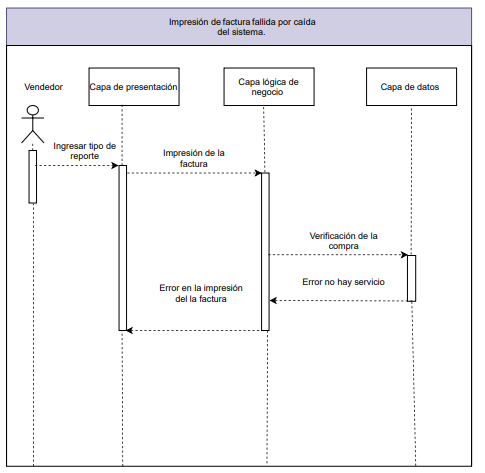 Impresión de factura fallida por caída
del sistema.
Vendedor
Capa de presentación
Capa lógica de
negocio
Capa de datos
Ingresar tipo de
reporte
Impresión de la
factura
Verificación de la
compra
Error no hay servicio
Error en la impresión
del la factura